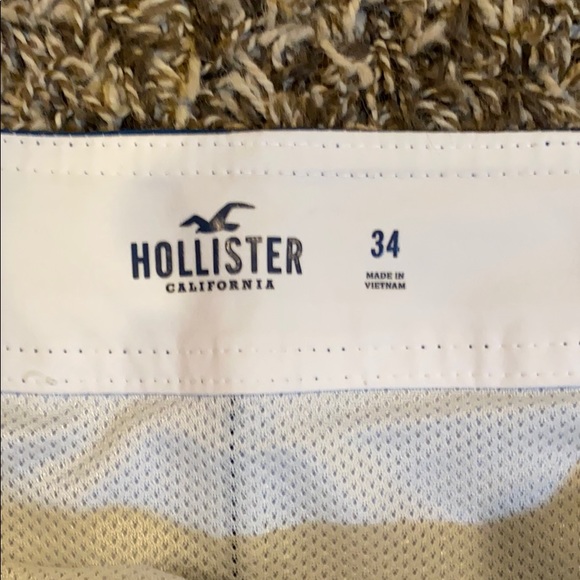 HOLLISTER
CALIFORNIA
34
MADE IN
VIETNAM